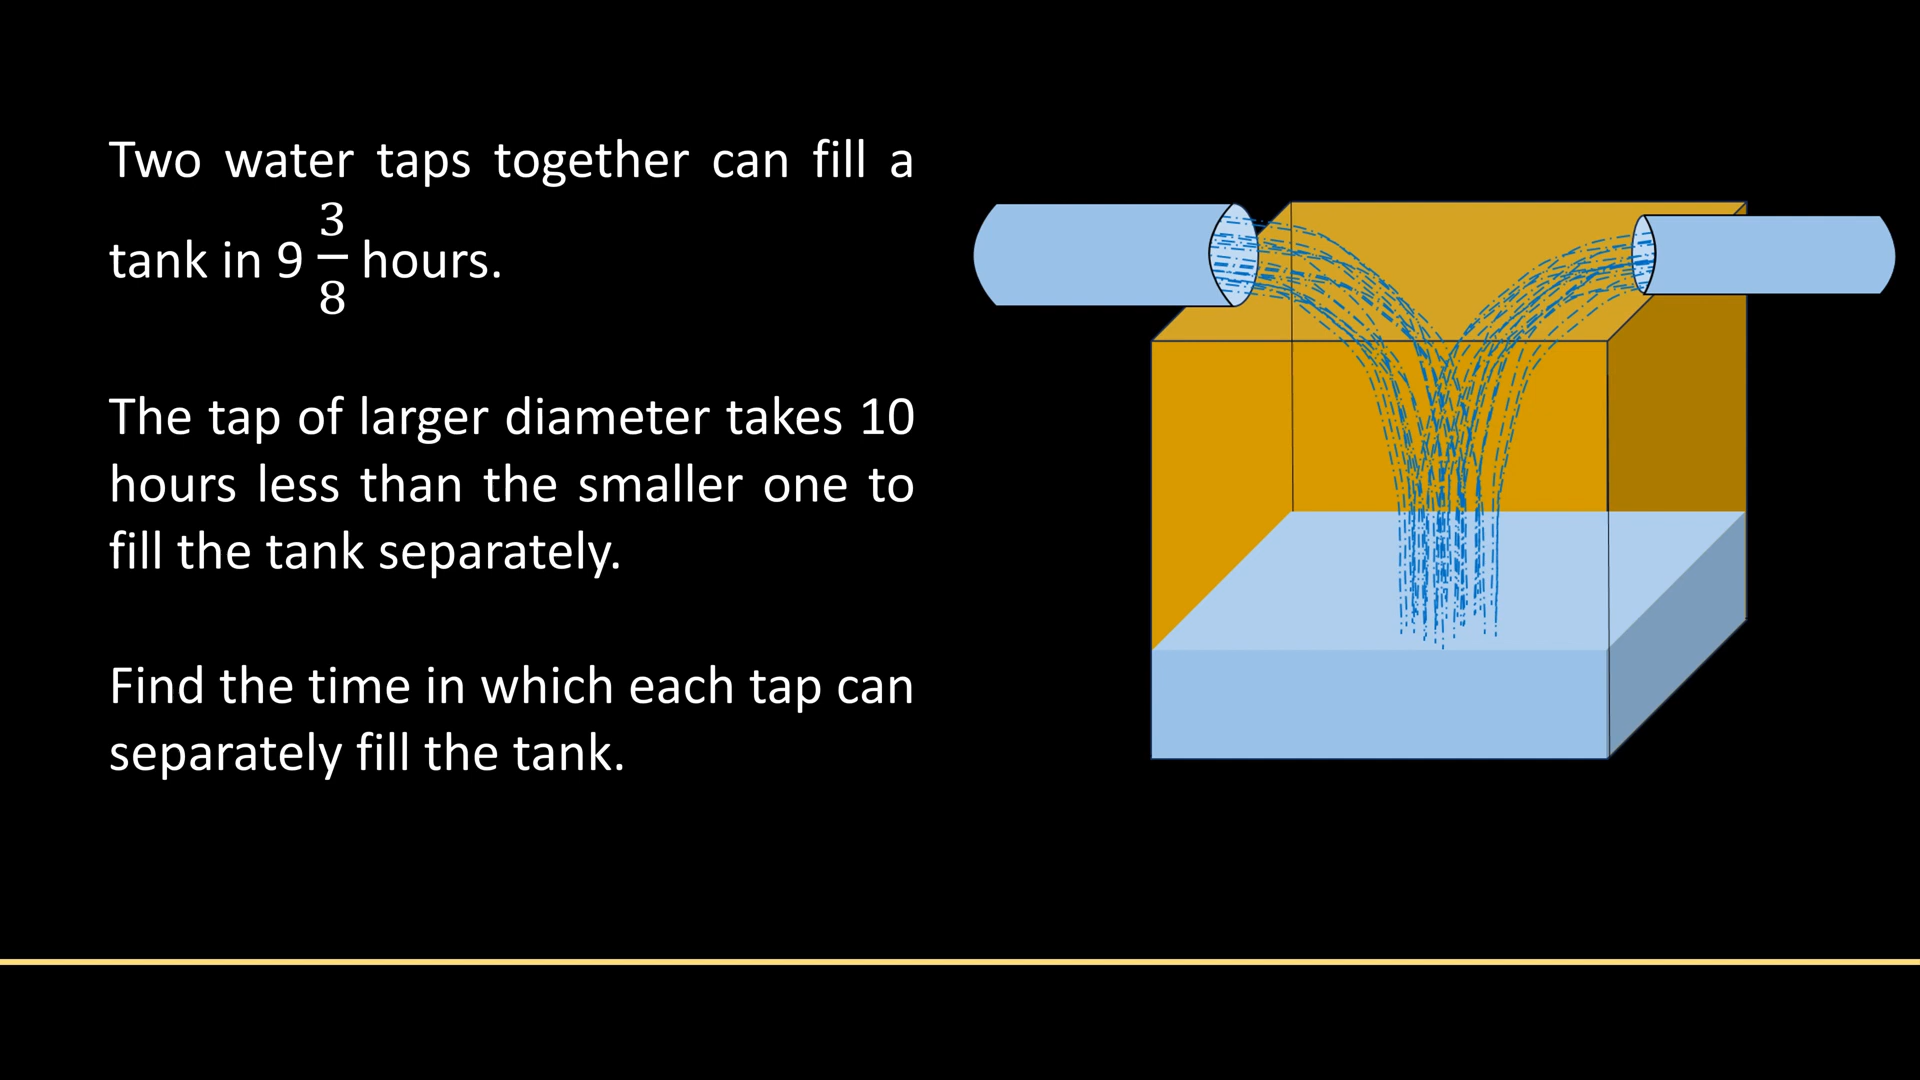 Two water taps together can fill a
tank in 9 3/8 hours.
The tap of larger diameter takes 10
hours less than the smaller one to
fill the tank separately.
Find the time in which each tap can
separately fill the tank.